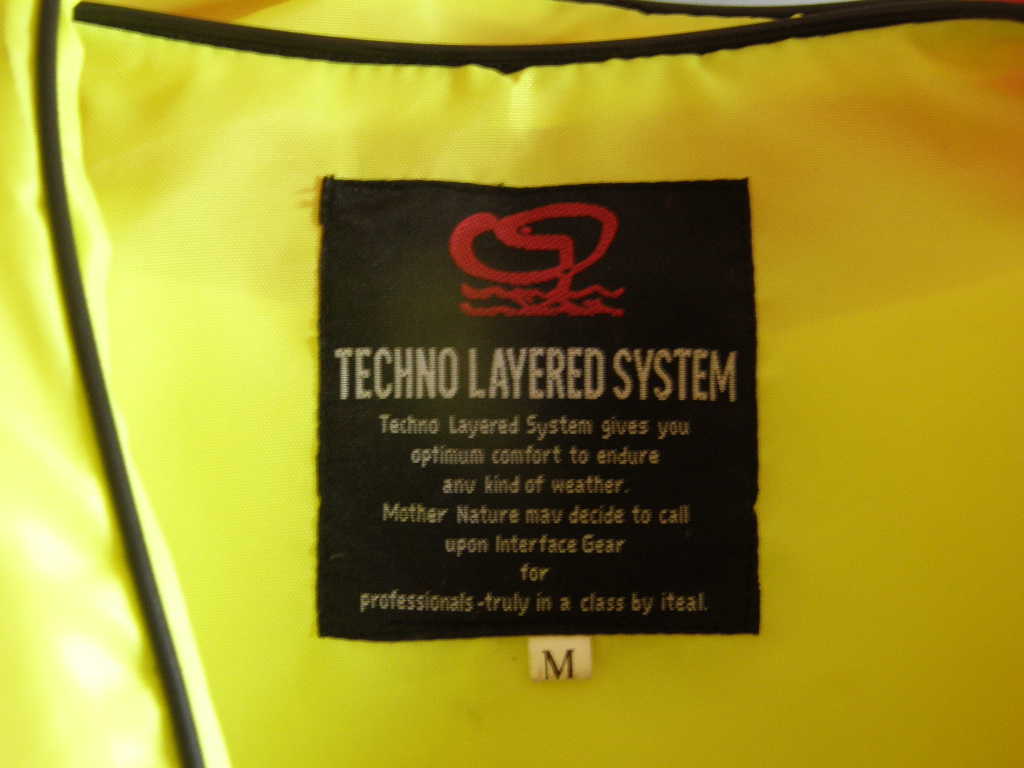 TECHNO LAYERED SYSTEM
Techno Layered System gives you
optimum comfort to endure
anv kind of weather.
Mother Nature mav decide to call
upon Interface Gear
for
professionals-truly in a class by iteal.
M